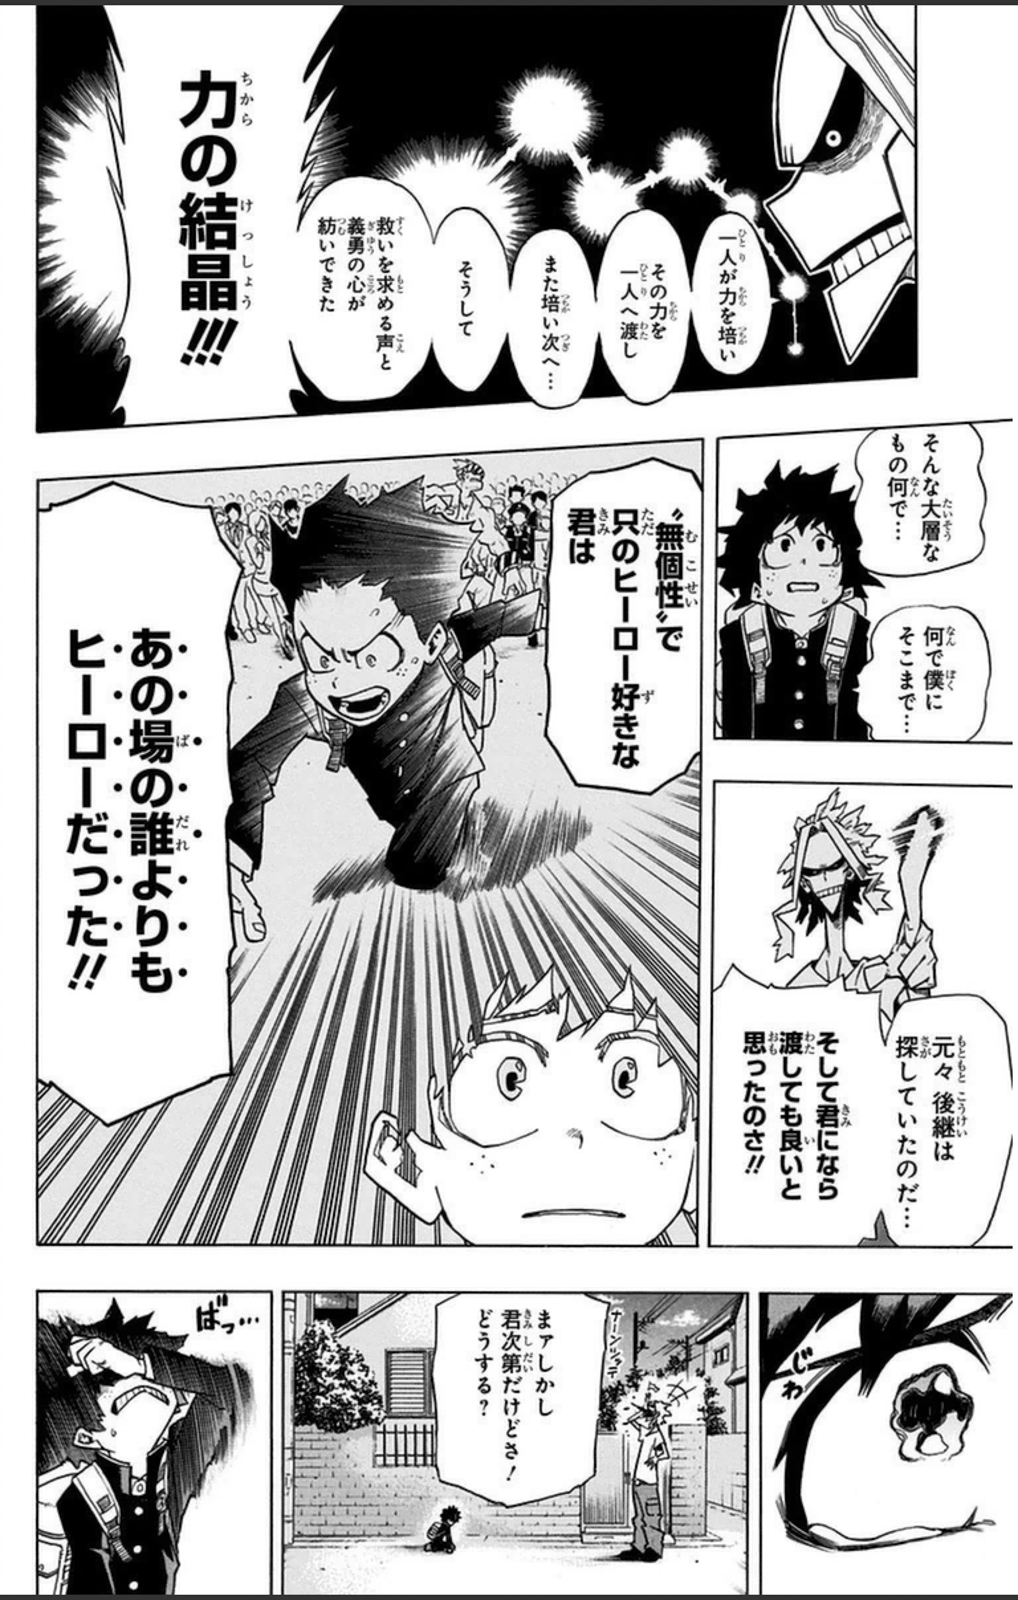 一人が力を培い
その力を
一人へ渡し
また培い次へ…
そうして
救いを求める声と
義勇の心が
紡いできた
力の結晶!!!
そんな大層な
もの何で…
何で僕に
そこまで…
元々 後継は
探していたのだ…
そして君になら
渡しても良いと
思ったのさ!!
〝無個性〟で
只のヒーロー好きな
君は
あの場の誰よりも
ヒーローだった!!
じわ
まァしかし
君次第だけどさ!
どうする?
ナーンツッテ
ばっ…